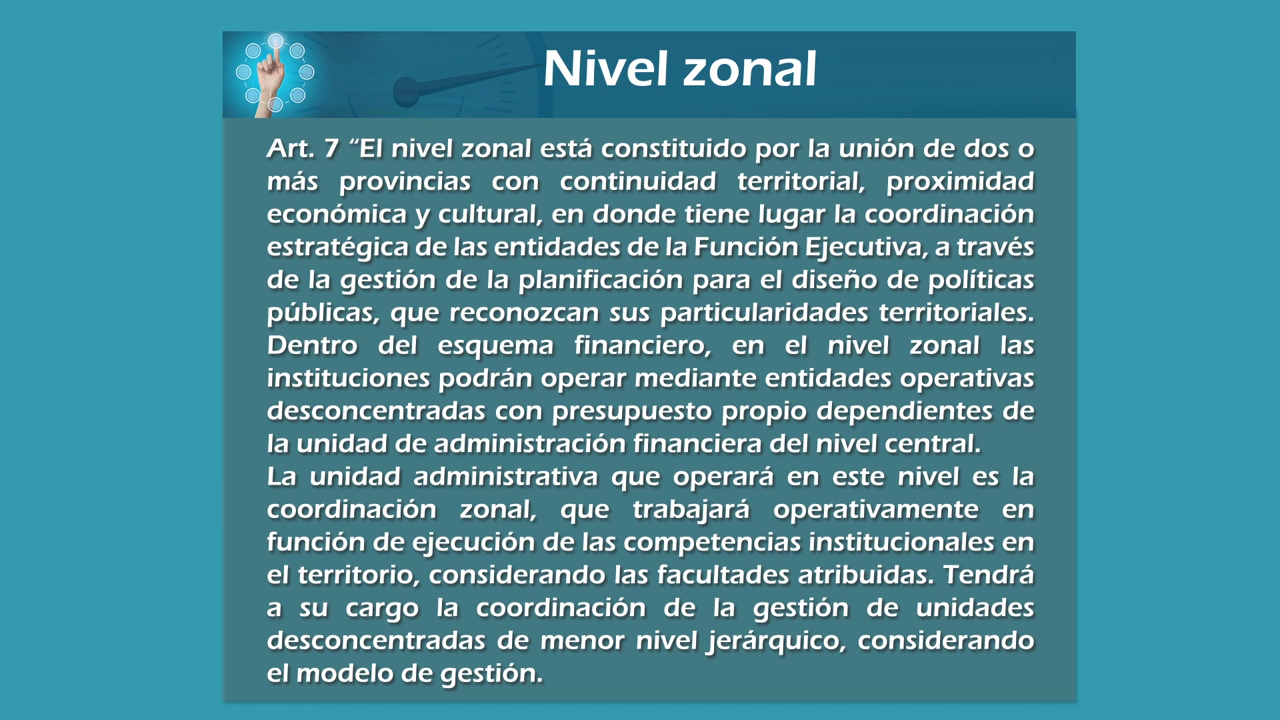 Nivel zonal
Art. 7 “El nivel zonal está constituido por la unión de dos o
más provincias con continuidad territorial, proximidad
económica y cultural, en donde tiene lugar la coordinación
estratégica de las entidades de la Función Ejecutiva, a través
de la gestión de la planificación para el diseño de políticas
públicas, que reconozcan sus particularidades territoriales.
Dentro del esquema financiero, en el nivel zonal las
instituciones podrán operar mediante entidades operativas
desconcentradas con presupuesto propio dependientes de
la unidad de administración financiera del nivel central.
La unidad administrativa que operará en este nivel es la
coordinación zonal, que trabajará operativamente en
función de ejecución de las competencias institucionales en
el territorio, considerando las facultades atribuidas. Tendrá
a su cargo la coordinación de la gestión de unidades
desconcentradas de menor nivel jerárquico, considerando
el modelo de gestión.